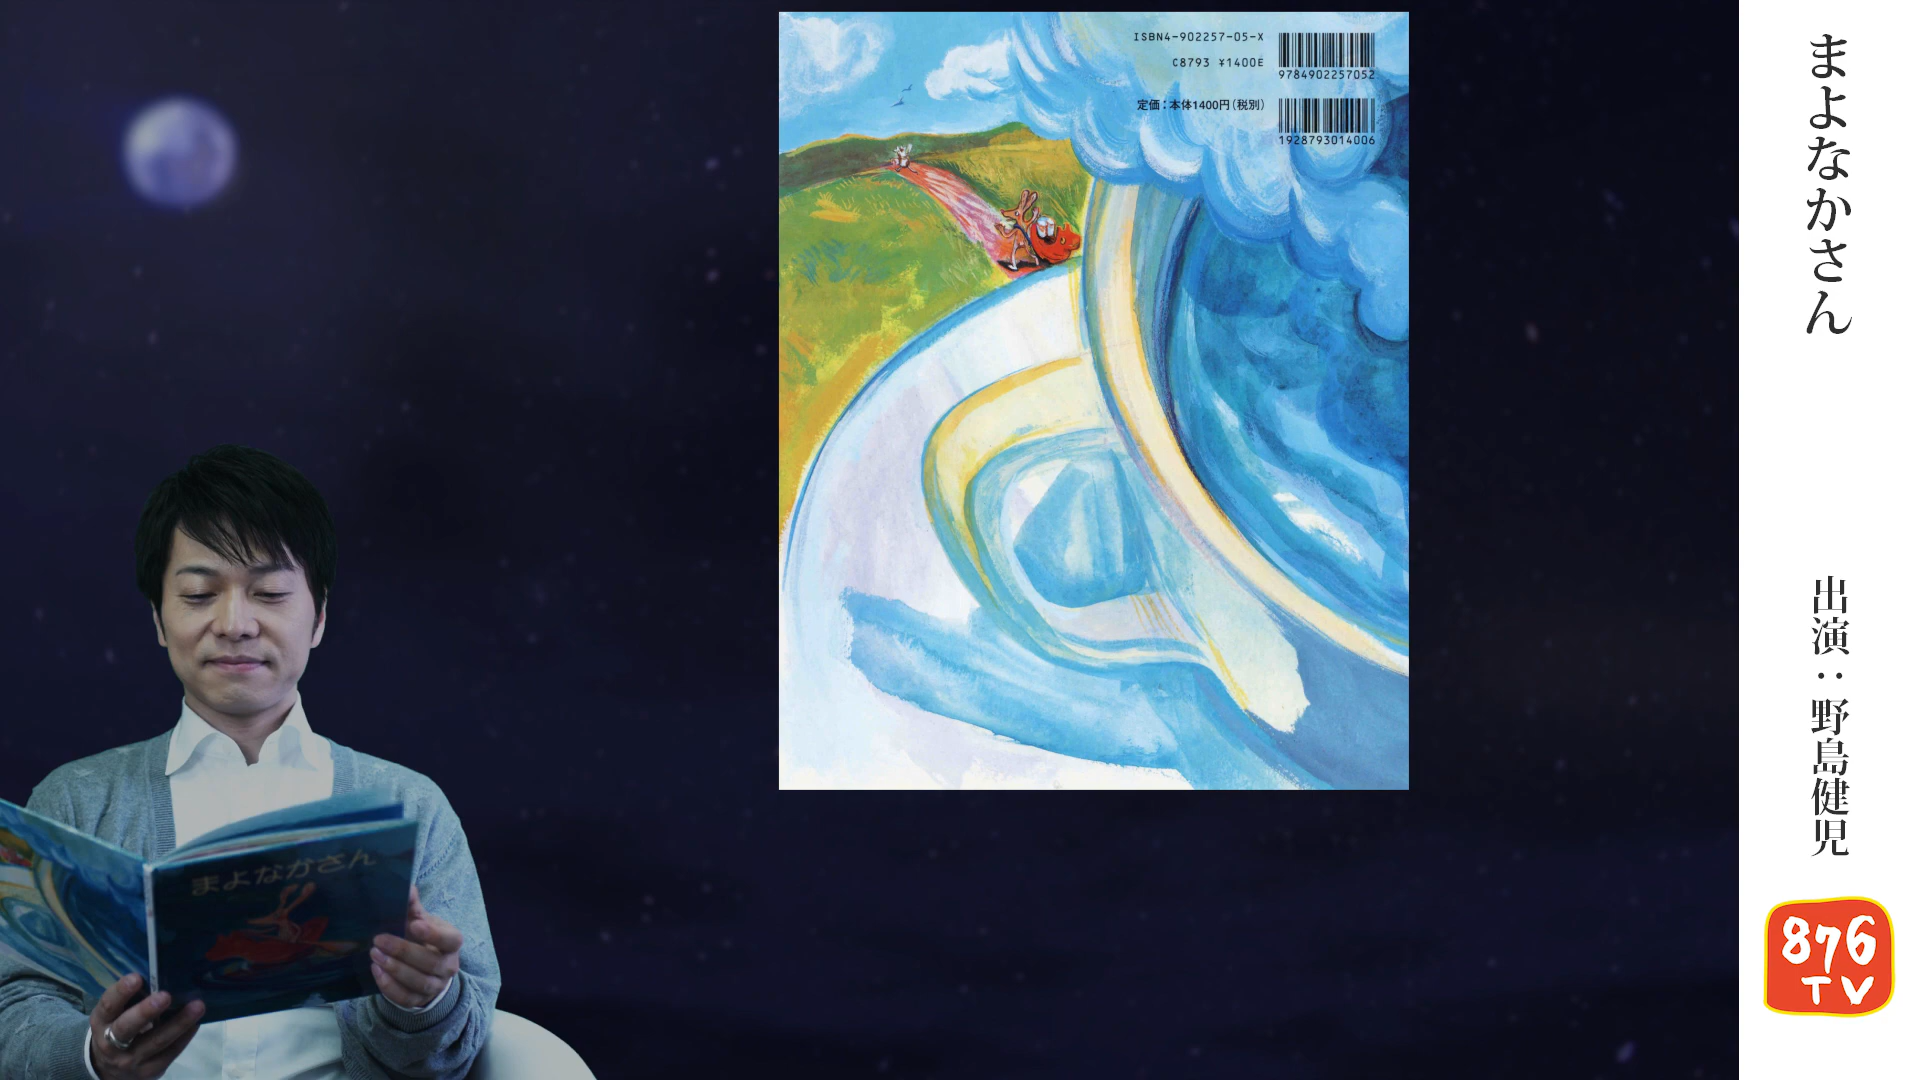 まよなかさん
出演：野島健児
876
TV
ISBN4-902257-05-X
C8793 ¥1400E
定価：本体1400円（税別）
9784902257052
1928793014006
まよなかさん